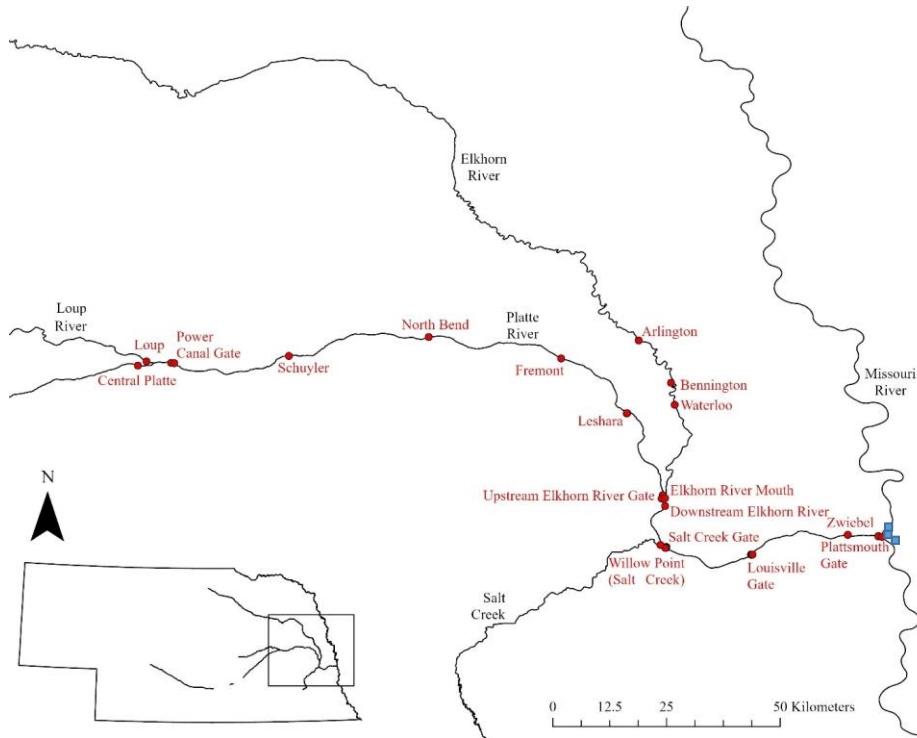 Elkhorn
River
Loup
River
Loup
Power
Canal Gate
Central Platte
Schuyler
North Bend
Platte
River
Fremont
Arlington
Bennington
Waterloo
Leshara
Missouri
River
Upstream Elkhorn River Gate
Elkhorn River Mouth
Downstream Elkhorn River
Salt Creek Gate
Willow Point
(Salt Creek)
Zwiebel
Plattsmouth
Gate
Louisville
Gate
Salt
Creek
N
0 12.5 25 50 Kilometers